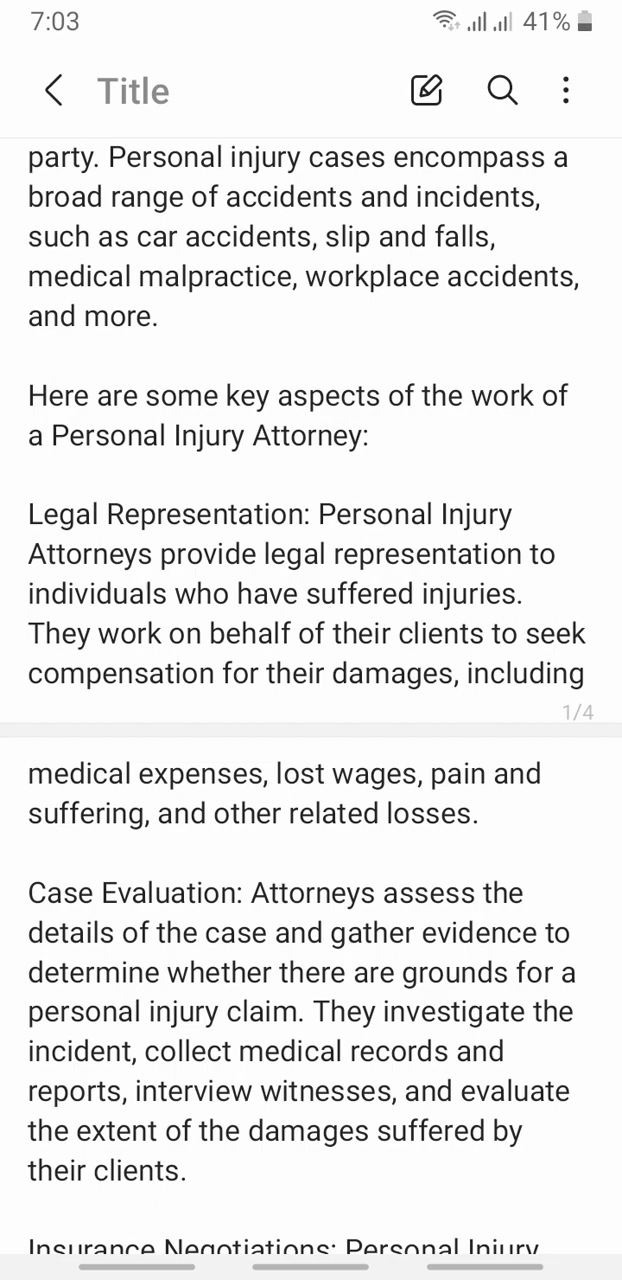 7:03
41%
Title
party. Personal injury cases encompass a
broad range of accidents and incidents,
such as car accidents, slip and falls,
medical malpractice, workplace accidents,
and more.
Here are some key aspects of the work of
a Personal Injury Attorney:
Legal Representation: Personal Injury
Attorneys provide legal representation to
individuals who have suffered injuries.
They work on behalf of their clients to seek
compensation for their damages, including
1/4
medical expenses, lost wages, pain and
suffering, and other related losses.
Case Evaluation: Attorneys assess the
details of the case and gather evidence to
determine whether there are grounds for a
personal injury claim. They investigate the
incident, collect medical records and
reports, interview witnesses, and evaluate
the extent of the damages suffered by
their clients.
Insurance Negotiations: Personal Injury